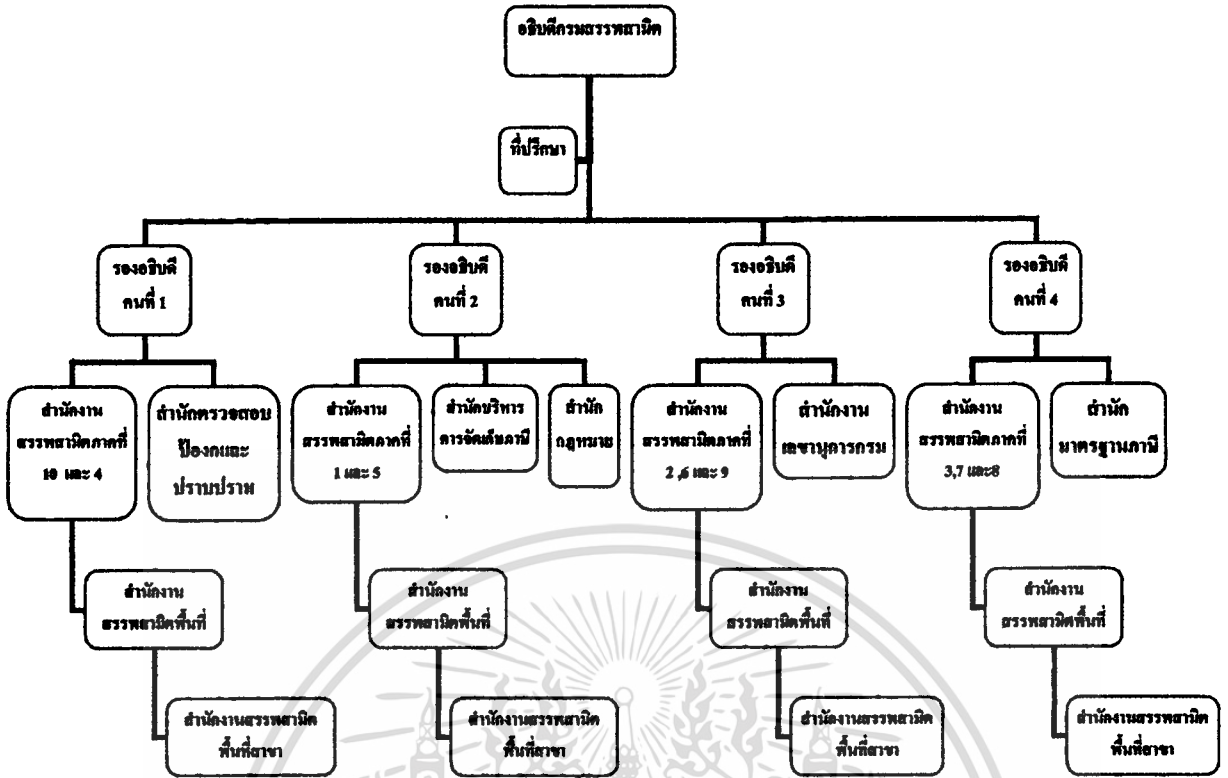 อธิบดีกรมสรรพสามิต
ที่ปรึกษา
รองอธิบดี
คนที่ 1
รองอธิบดี
คนที่ 2
รองอธิบดี
คนที่ 3
รองอธิบดี
คนที่ 4
สำนักงาน
สรรพสามิตภาคที่
10 และ 4
สำนักตรวจสอบ
ป้องกและ
ปราบปราม
สำนักงาน
สรรพสามิตภาคที่
1 และ 5
สำนักบริหาร
การจัดเก็บภาษี
สำนัก
กฎหมาย
สำนักงาน
สรรพสามิตภาคที่
2 ,6 และ 9
สำนักงาน
เลขานุการกรม
สำนักงาน
สรรพสามิตภาคที่
3,7 และ8
สำนัก
มาตรฐานภาษี
สำนักงาน
สรรพสามิตพื้นที่
สำนักงาน
สรรพสามิตพื้นที่
สำนักงาน
สรรพสามิตพื้นที่
สำนักงาน
สรรพสามิตพื้นที่
สำนักงานสรรพสามิต
พื้นที่สาขา
สำนักงานสรรพสามิต
พื้นที่สาขา
สำนักงานสรรพสามิต
พื้นที่สาขา
สำนักงานสรรพสามิต
พื้นที่สาขา